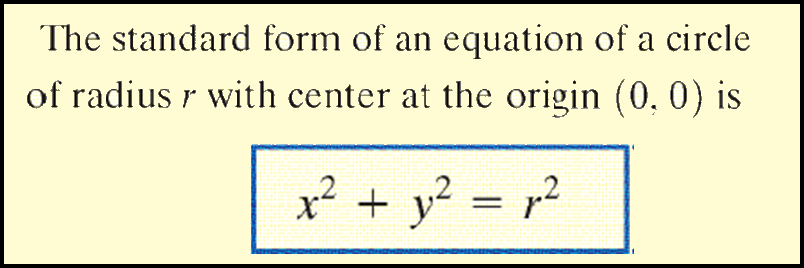 The standard form of an equation of a circle
of radius r with center at the origin (0, 0) is
x² + y² = r²